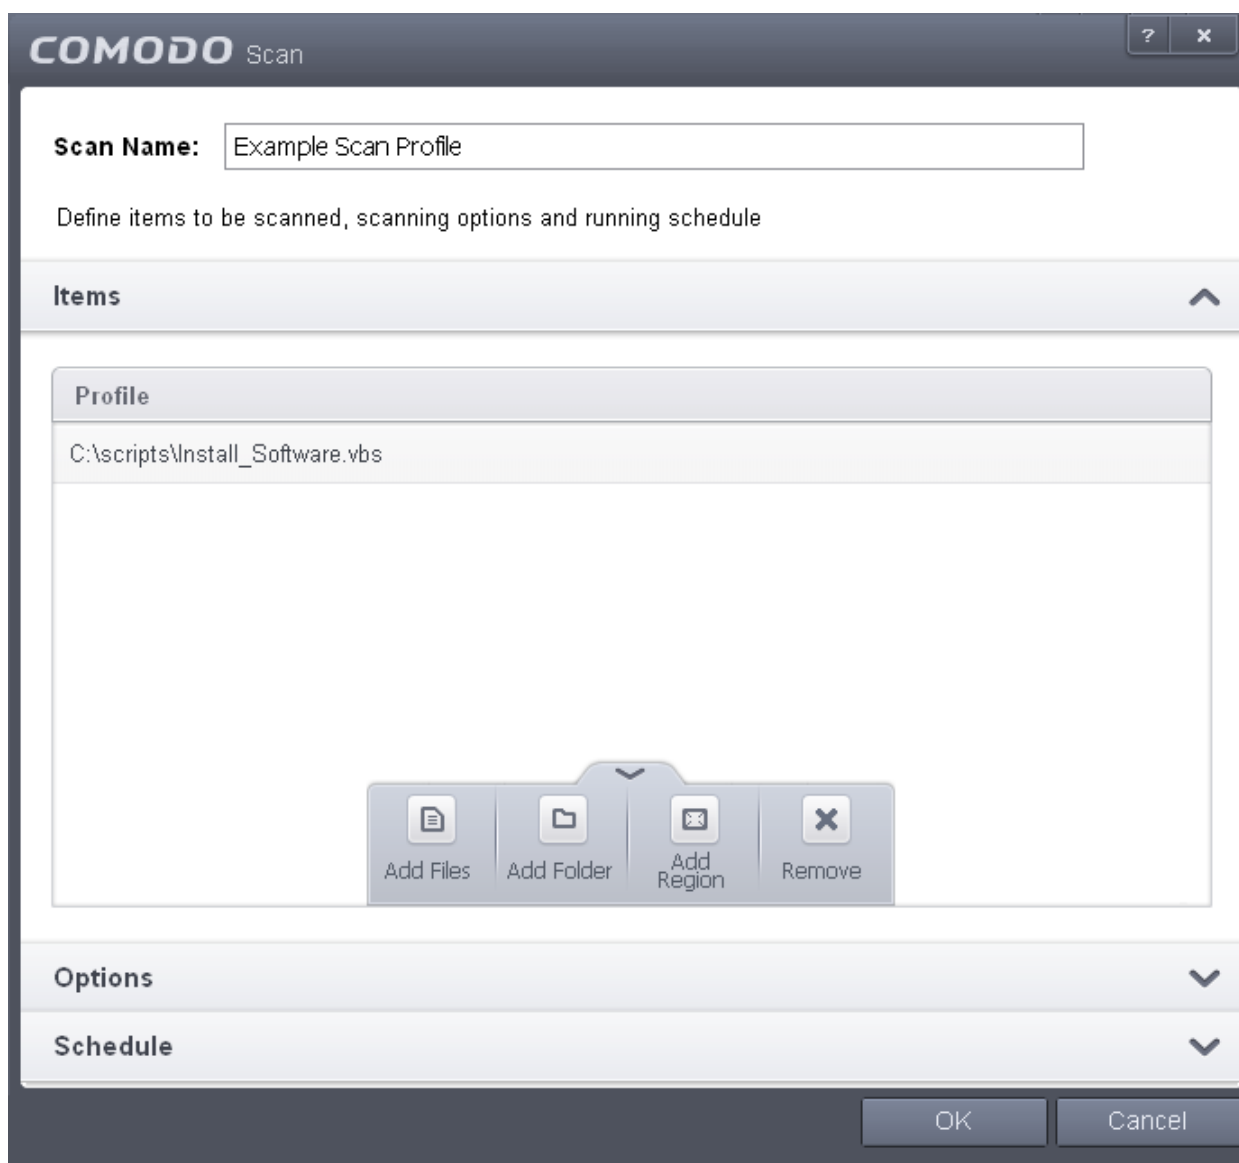 COMODO Scan
? x
Scan Name: Example Scan Profile
Define items to be scanned, scanning options and running schedule
Items
Profile
C:\scripts\Install_Software.vbs
Add Files
Add Folder
Add
Region
Remove
Options
Schedule
OK
Cancel